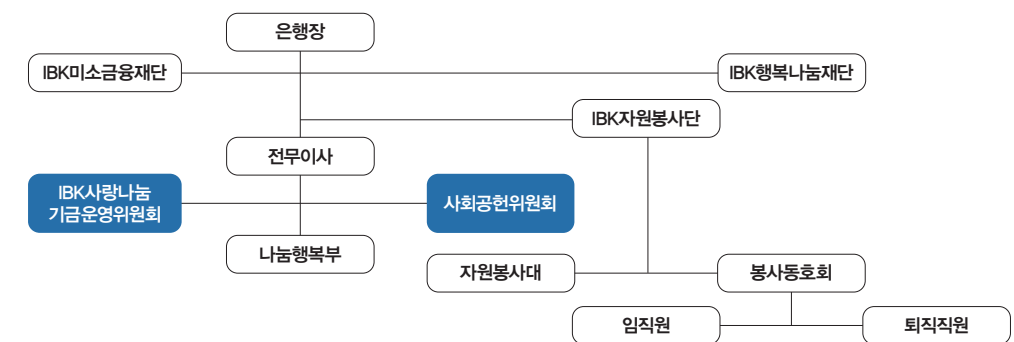 은행장
IBK미소금융재단
IBK행복나눔재단
IBK자원봉사단
전무이사
IBK사랑나눔
기금운영위원회
사회공헌위원회
나눔행복부
자원봉사대
봉사동호회
임직원
퇴직직원